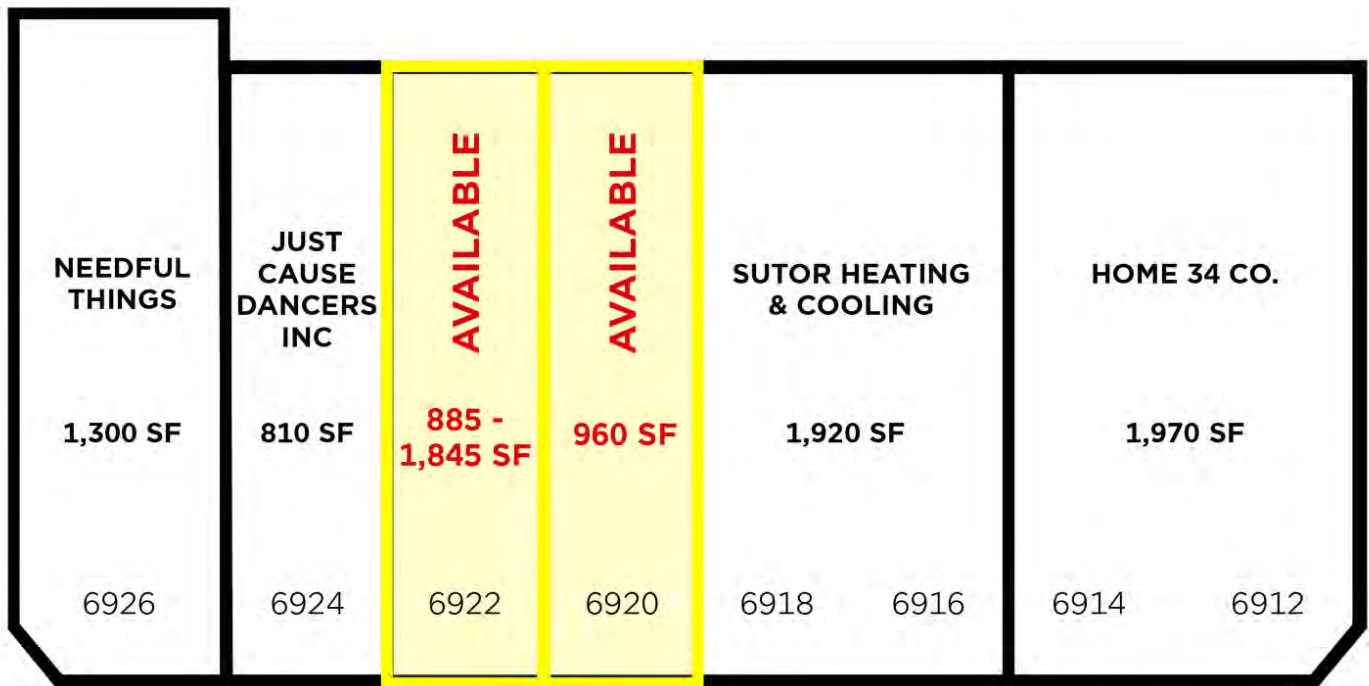 NEEDFUL
THINGS
1,300 SF
6926
JUST
CAUSE
DANCERS
INC
810 SF
6924
AVAILABLE
885 -
1,845 SF
6922
AVAILABLE
960 SF
6920
SUTOR HEATING
& COOLING
1,920 SF
6918 6916
HOME 34 CO.
1,970 SF
6914 6912